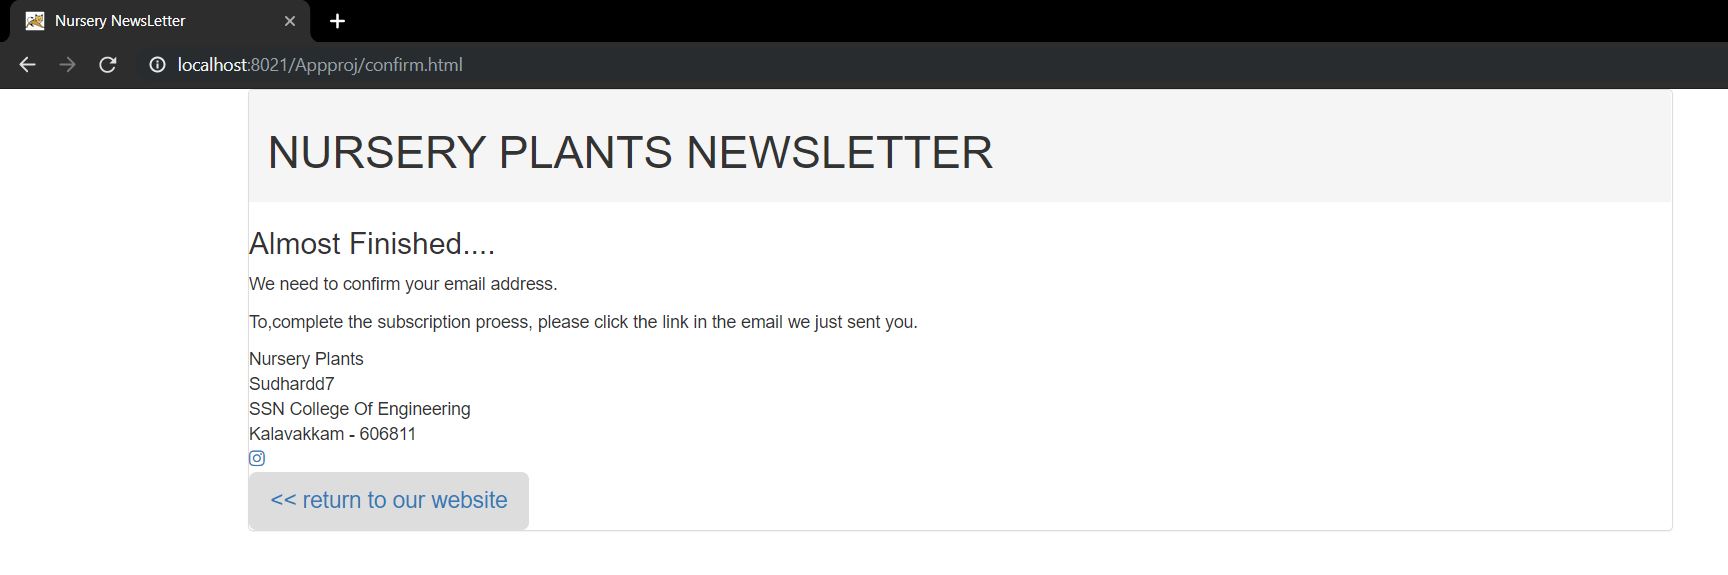 Nursery NewsLetter
localhost:8021/Appproj/confirm.html
NURSERY PLANTS NEWSLETTER
Almost Finished....
We need to confirm your email address.
To,complete the subscription proess, please click the link in the email we just sent you.
Nursery Plants
Sudhardd7
SSN College Of Engineering
Kalavakkam - 606811
<< return to our website